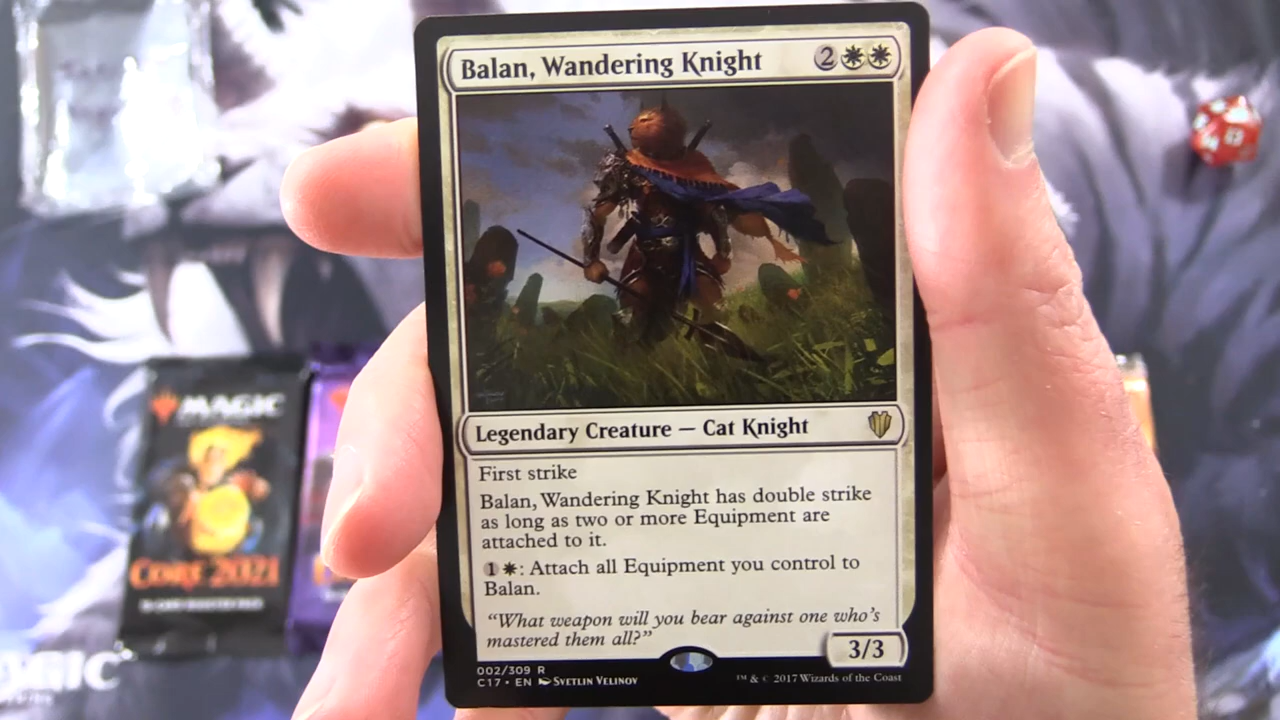 Balan, Wandering Knight 2
Legendary Creature — Cat Knight
First strike
Balan, Wandering Knight has double strike
as long as two or more Equipment are
attached to it.
1 : Attach all Equipment you control to
Balan.
"What weapon will you bear against one who's
mastered them all?"
3/3
002/309 R
C17 • EN Svetlin Velinov
™ & © 2017 Wizards of the Coast
MAGIC
CORE 2021